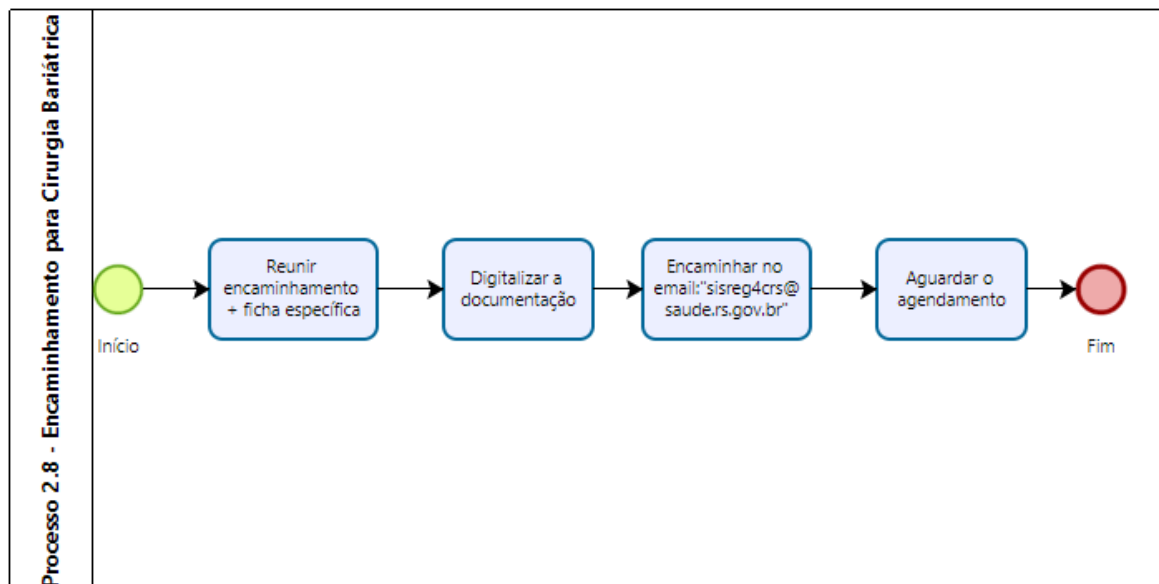 Processo 2.8 - Encaminhamento para Cirurgia Bariátrica
Início
Reunir
encaminhamento
+ ficha específica
Digitalizar a
documentação
Encaminhar no
email:"sisreg4crs@
saude.rs.gov.br"
Aguardar o
agendamento
Fim